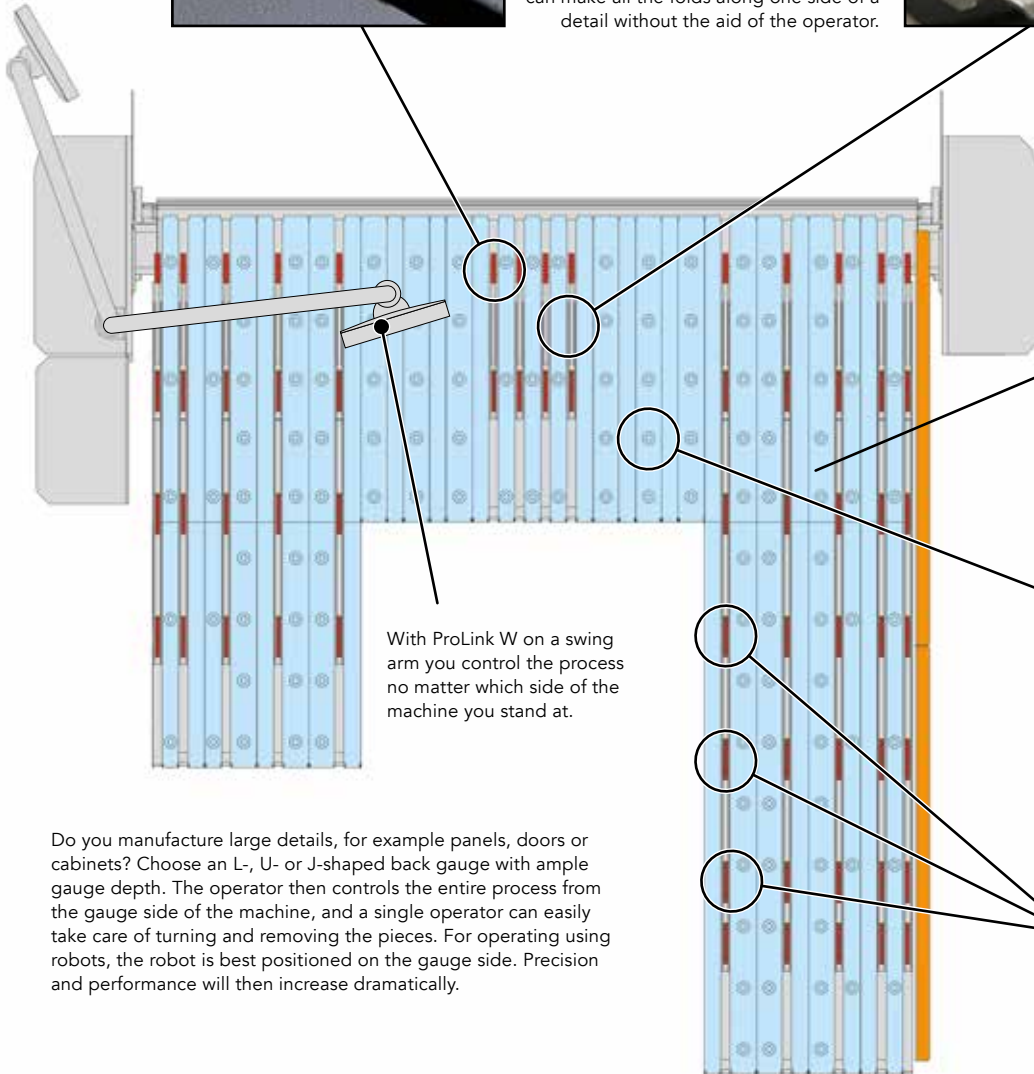 can make all the folds along one side of a
detail without the aid of the operator.
With ProLink W on a swing
arm you control the process
no matter which side of the
machine you stand at.
Do you manufacture large details, for example panels, doors or
cabinets? Choose an L-, U- or J-shaped back gauge with ample
gauge depth. The operator then controls the entire process from
the gauge side of the machine, and a single operator can easily
take care of turning and removing the pieces. For operating using
robots, the robot is best positioned on the gauge side. Precision
and performance will then increase dramatically.